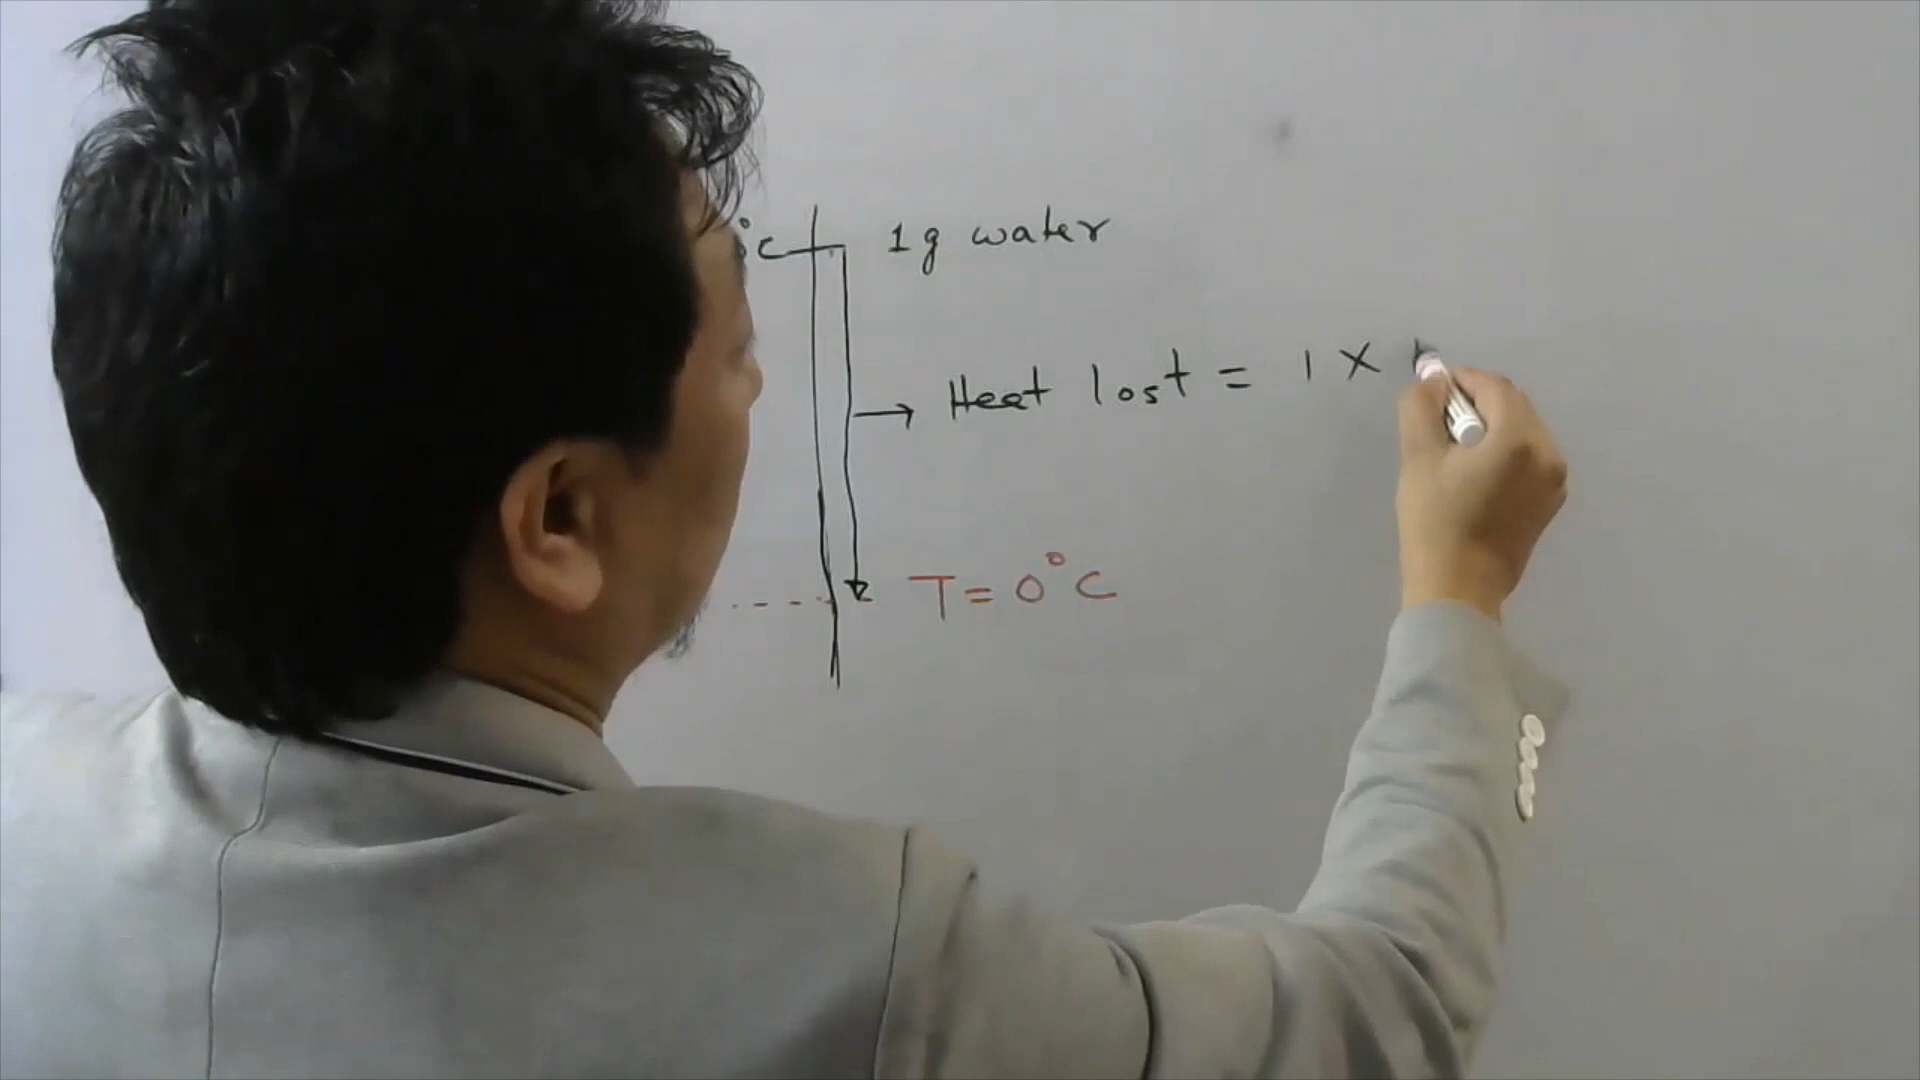 °C 1g water
Heat lost = 1 ×
T = 0°C